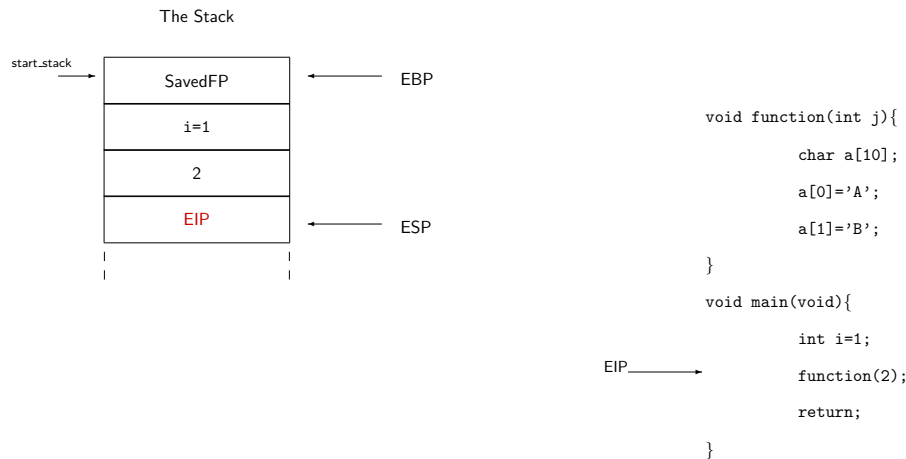 The Stack
start_stack
SavedFP
EBP
i=1
2
EIP
ESP
void function(int j){
char a[10];
a[0]='A';
a[1]='B';
}
void main(void){
int i=1;
EIP
function(2);
return;
}